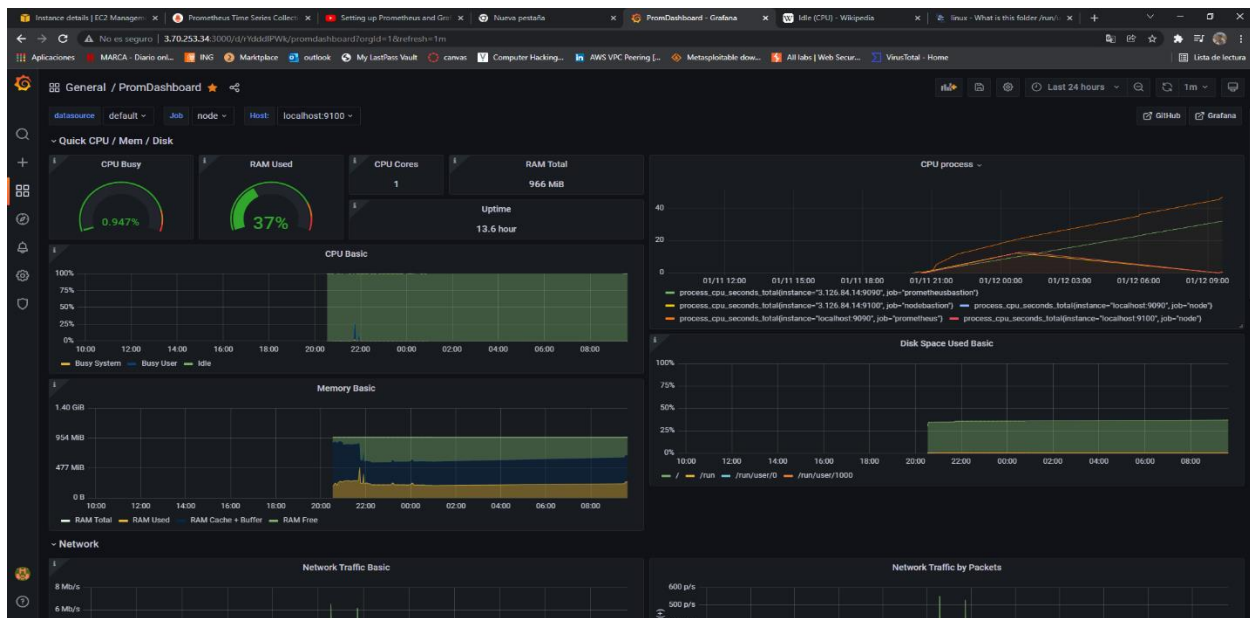 Instance details | EC2 Managem
Prometheus Time Series Collect
Setting up Prometheus and Gra
Nueva pestaña
PromDashboard - Grafana
Idle (CPU) - Wikipedia
linux - What is this folder /run/u
No es seguro | 3.70.253.34:3000/d/rYdddlPWk/promdashboard?orgId=1&refresh=1m
Aplicaciones
MARCA - Diario onl...
ING
Marktplace
outlook
My LastPass Vault
canvas
Computer Hacking...
AWS VPC Peering [...
Metasploitable dow...
All labs | Web Secur...
VirusTotal - Home
Lista de lectura
General / PromDashboard
Last 24 hours
1m
datasource default
Job node
Host: localhost:9100
GitHub
Grafana
Quick CPU / Mem / Disk
CPU Busy
0.947%
RAM Used
37%
CPU Cores
1
RAM Total
966 MiB
Uptime
13.6 hour
CPU process
40
20
0
01/11 12:00 01/11 15:00 01/11 18:00 01/11 21:00 01/12 00:00 01/12 03:00 01/12 06:00 01/12 09:00
process_cpu_seconds_total{instance="3.126.84.14:9090", job="prometheusbastion"}
process_cpu_seconds_total{instance="3.126.84.14:9100", job="nodebastion"} process_cpu_seconds_total{instance="localhost:9090", job="node"}
process_cpu_seconds_total{instance="localhost:9090", job="prometheus"} process_cpu_seconds_total{instance="localhost:9100", job="node"}
CPU Basic
100%
75%
50%
25%
0%
10:00 12:00 14:00 16:00 18:00 20:00 22:00 00:00 02:00 04:00 06:00 08:00
Busy System Busy User Idle
Disk Space Used Basic
100%
75%
50%
25%
0%
10:00 12:00 14:00 16:00 18:00 20:00 22:00 00:00 02:00 04:00 06:00 08:00
/ /run /run/user/0 /run/user/1000
Memory Basic
1.40 GiB
954 MiB
477 MiB
0 B
10:00 12:00 14:00 16:00 18:00 20:00 22:00 00:00 02:00 04:00 06:00 08:00
RAM Total RAM Used RAM Cache + Buffer RAM Free
Network
Network Traffic Basic
8 Mb/s
6 Mb/s
Network Traffic by Packets
600 p/s
500 p/s